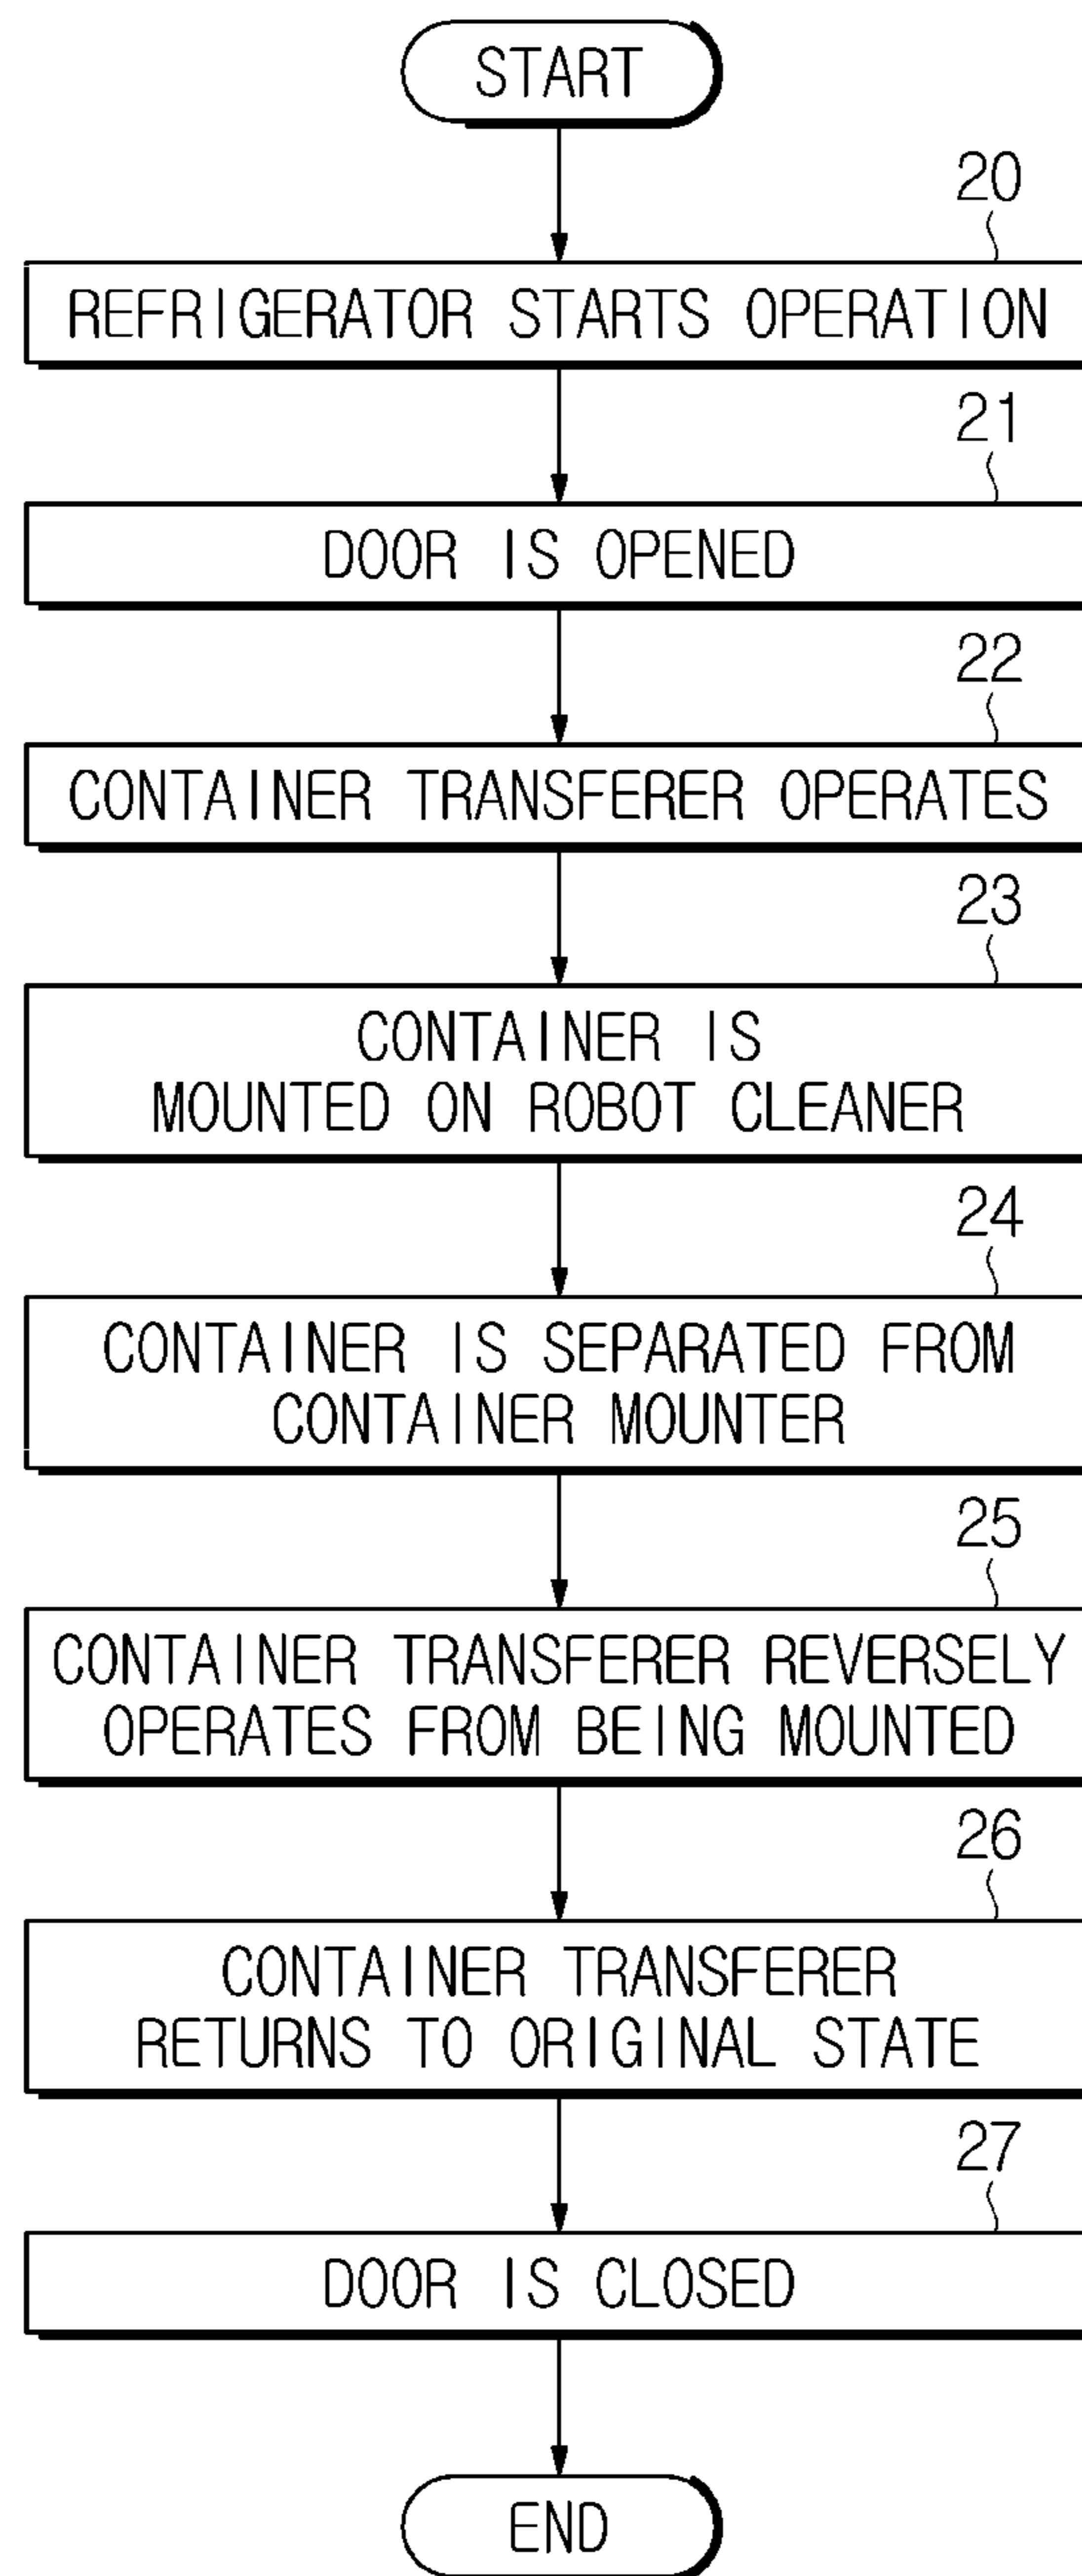 START
20
REFRIGERATOR STARTS OPERATION
21
DOOR IS OPENED
22
CONTAINER TRANSFERER OPERATES
23
CONTAINER IS
MOUNTED ON ROBOT CLEANER
24
CONTAINER IS SEPARATED FROM
CONTAINER MOUNTER
25
CONTAINER TRANSFERER REVERSELY
OPERATES FROM BEING MOUNTED
26
CONTAINER TRANSFERER
RETURNS TO ORIGINAL STATE
27
DOOR IS CLOSED
END